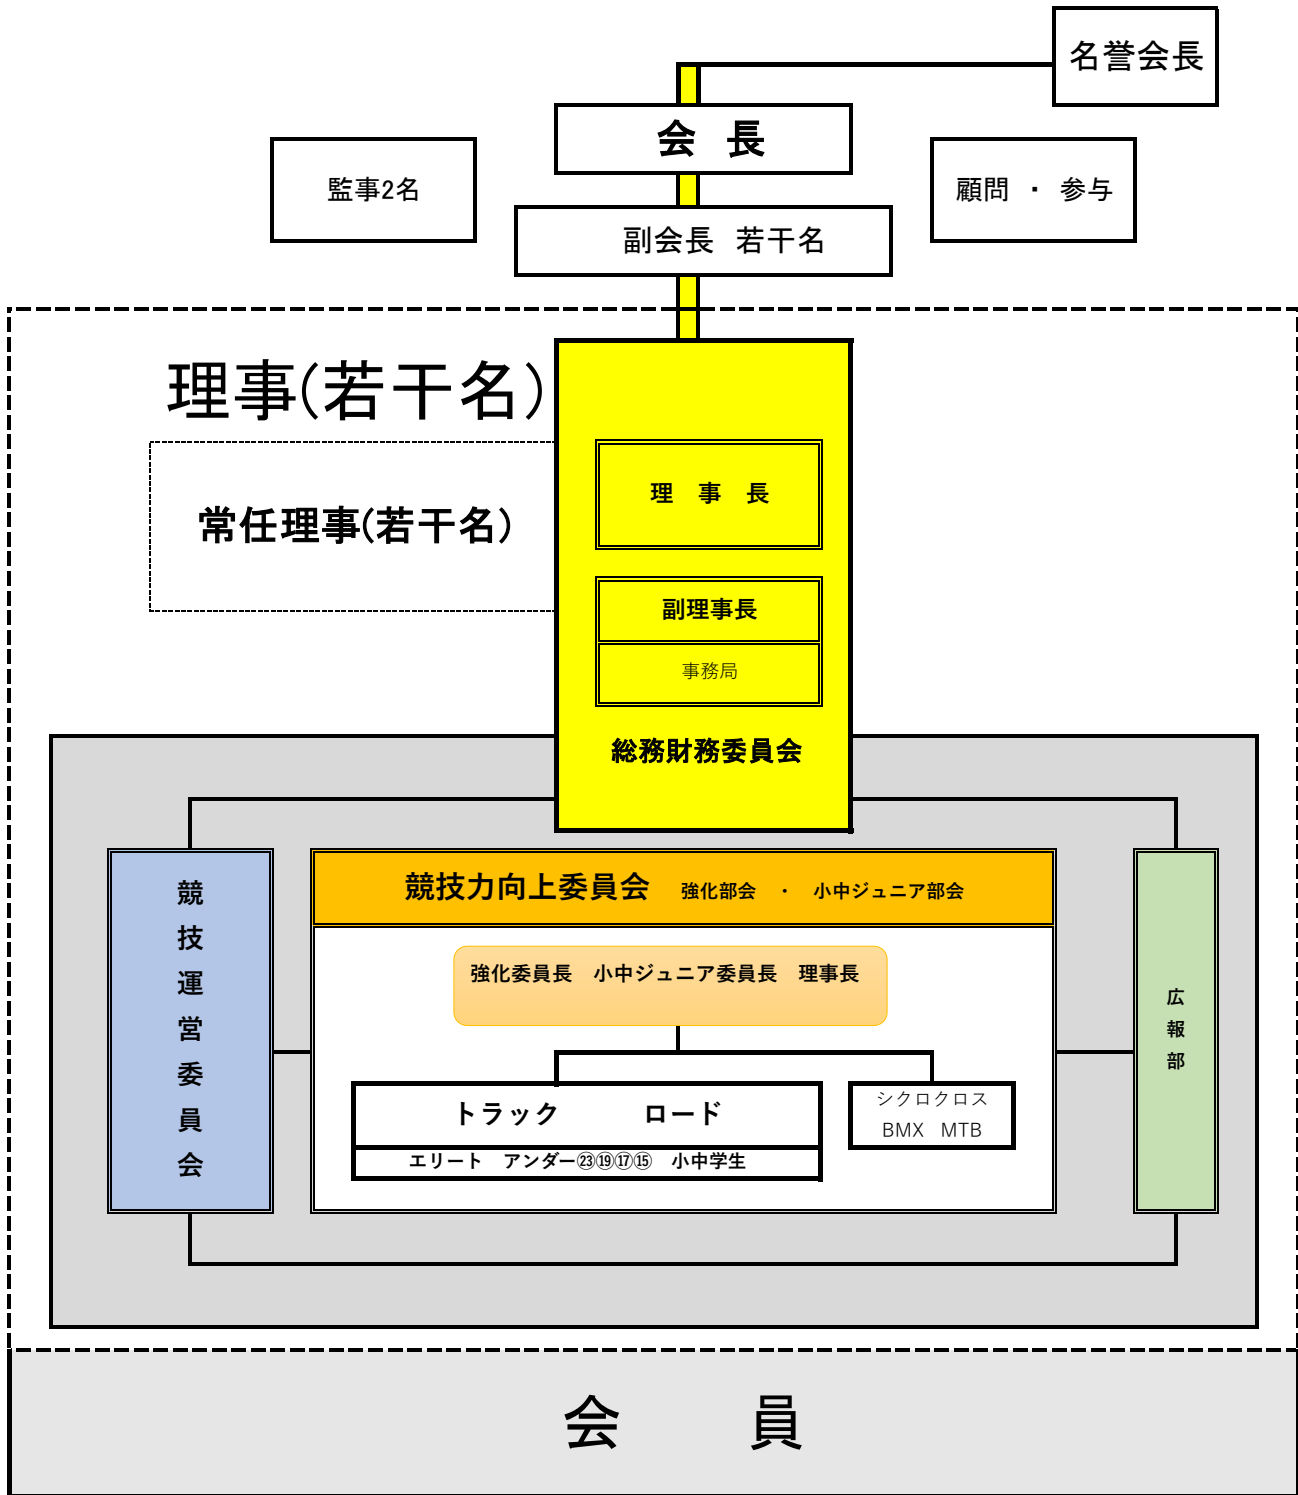 名誉会長
会　長
監事2名
顧問 ・ 参与
副会長　若干名
理事(若干名)
理　事　長
常任理事(若干名)
副理事長
事務局
総務財務委員会
競技運営委員会
競技力向上委員会　強化部会　・　小中ジュニア部会
強化委員長　小中ジュニア委員長　理事長
広報部
トラック　　　ロード
シクロクロス
BMX　MTB
エリート　アンダー㉓⑲⑰⑮　小中学生
会　　員